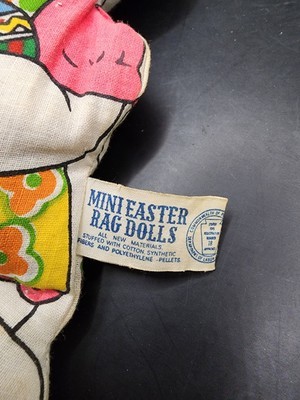 MINI EASTER
RAG DOLLS
ALL NEW MATERIALS
STUFFED WITH COTTON, SYNTHETIC
FIBERS AND POLYETHYLENE PELLETS.